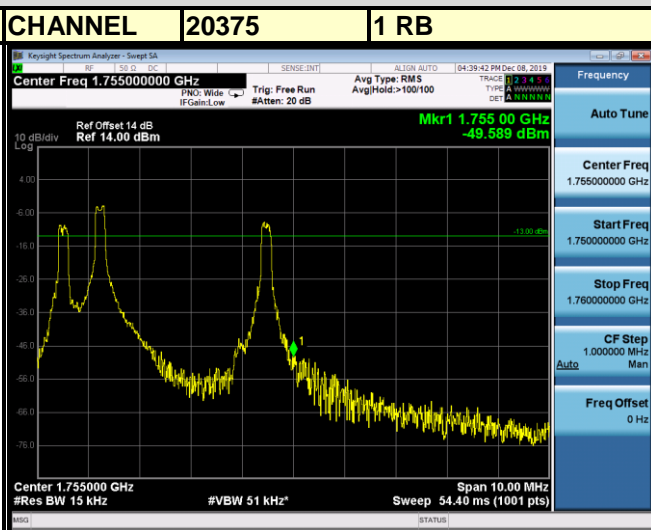 CHANNEL 20375 1 RB
Keysight Spectrum Analyzer - Swept SA
RF 50 Ω DC SENSE:INT ALIGN AUTO 04:39:42 PM Dec 08, 2019
Center Freq 1.755000000 GHz
PNO: Wide
IFGain:Low
Trig: Free Run
#Atten: 20 dB
Avg Type: RMS
Avg|Hold:>100/100
TRACE 1 2 3 4 5 6
TYPE A WWWWW
DET A N N N N N
Frequency
Auto Tune
Center Freq
1.755000000 GHz
Start Freq
1.750000000 GHz
Stop Freq
1.760000000 GHz
CF Step
1.000000 MHz
Auto Man
Freq Offset
0 Hz
Mkr1 1.755 00 GHz
-49.589 dBm
Ref Offset 14 dB
10 dB/div Ref 14.00 dBm
Log
4.00
-6.00
-13.00 dBm
-16.0
-26.0
-36.0
-46.0
1
-56.0
-66.0
-76.0
Center 1.755000 GHz Span 10.00 MHz
#Res BW 15 kHz #VBW 51 kHz* Sweep 54.40 ms (1001 pts)
MSG STATUS